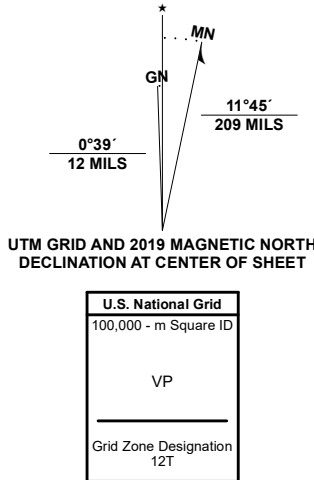 ★
MN
GN
11°45´
209 MILS
0°39´
12 MILS
UTM GRID AND 2019 MAGNETIC NORTH
DECLINATION AT CENTER OF SHEET
U.S. National Grid
100,000 - m Square ID
VP
Grid Zone Designation
12T